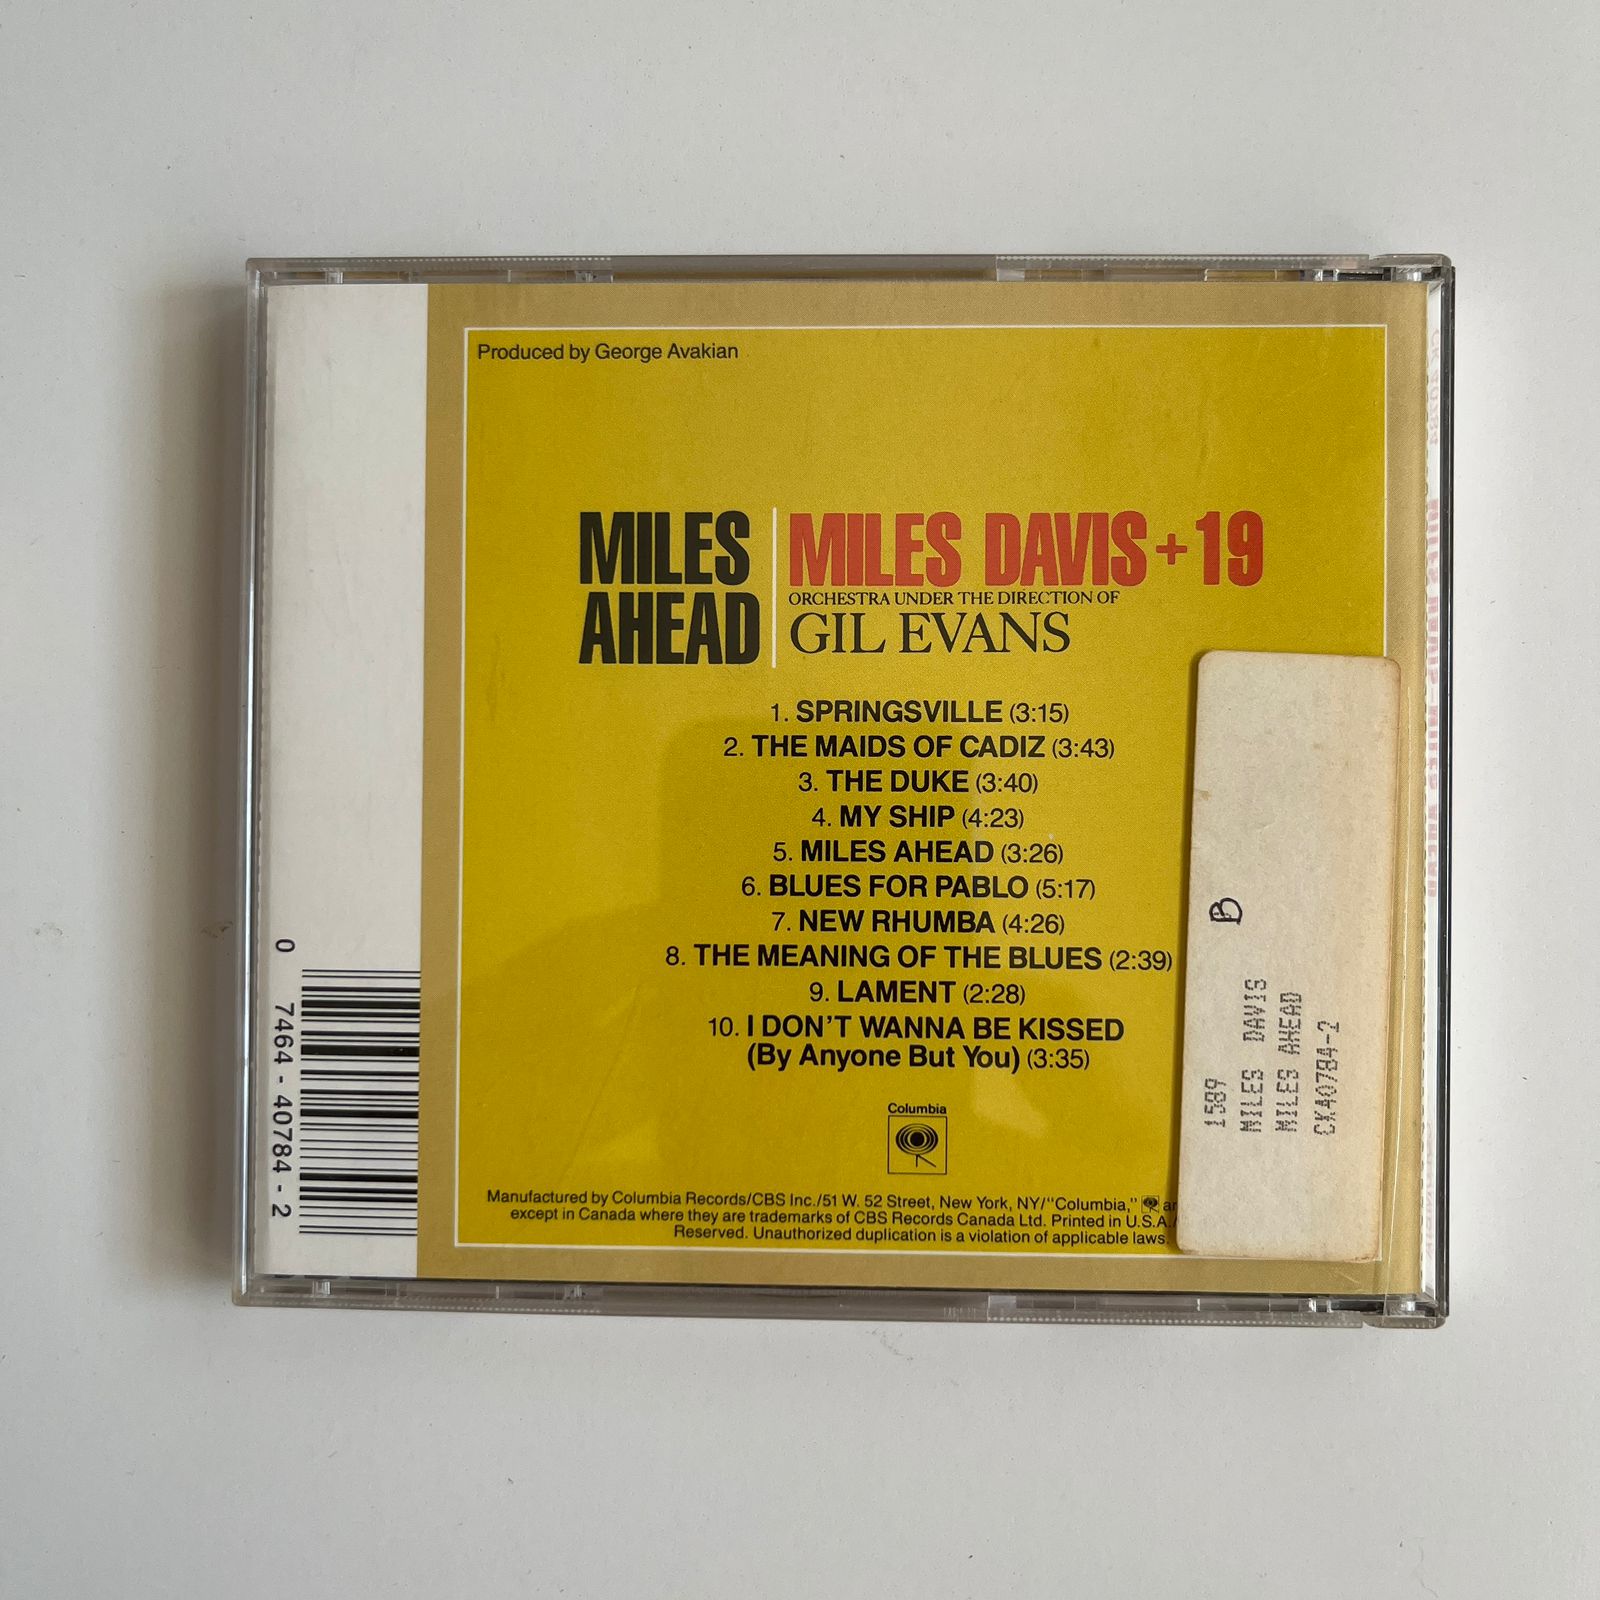 Produced by George Avakian
MILES
AHEAD
MILES DAVIS + 19
ORCHESTRA UNDER THE DIRECTION OF
GIL EVANS
1. SPRINGSVILLE (3:15)
2. THE MAIDS OF CADIZ (3:43)
3. THE DUKE (3:40)
4. MY SHIP (4:23)
5. MILES AHEAD (3:26)
6. BLUES FOR PABLO (5:17)
7. NEW RHUMBA (4:26)
8. THE MEANING OF THE BLUES (2:39)
9. LAMENT (2:28)
10. I DON'T WANNA BE KISSED
(By Anyone But You) (3:35)
Columbia
Manufactured by Columbia Records/CBS Inc./51 W. 52 Street, New York, NY/"Columbia,"
except in Canada where they are trademarks of CBS Records Canada Ltd. Printed in U.S.A./
Reserved. Unauthorized duplication is a violation of applicable laws.
0 7464 - 40784 - 2
B
1589
MILES DAVIS
MILES AHEAD
CK40784-2
CK 40784
MILES DAVIS - MILES AHEAD